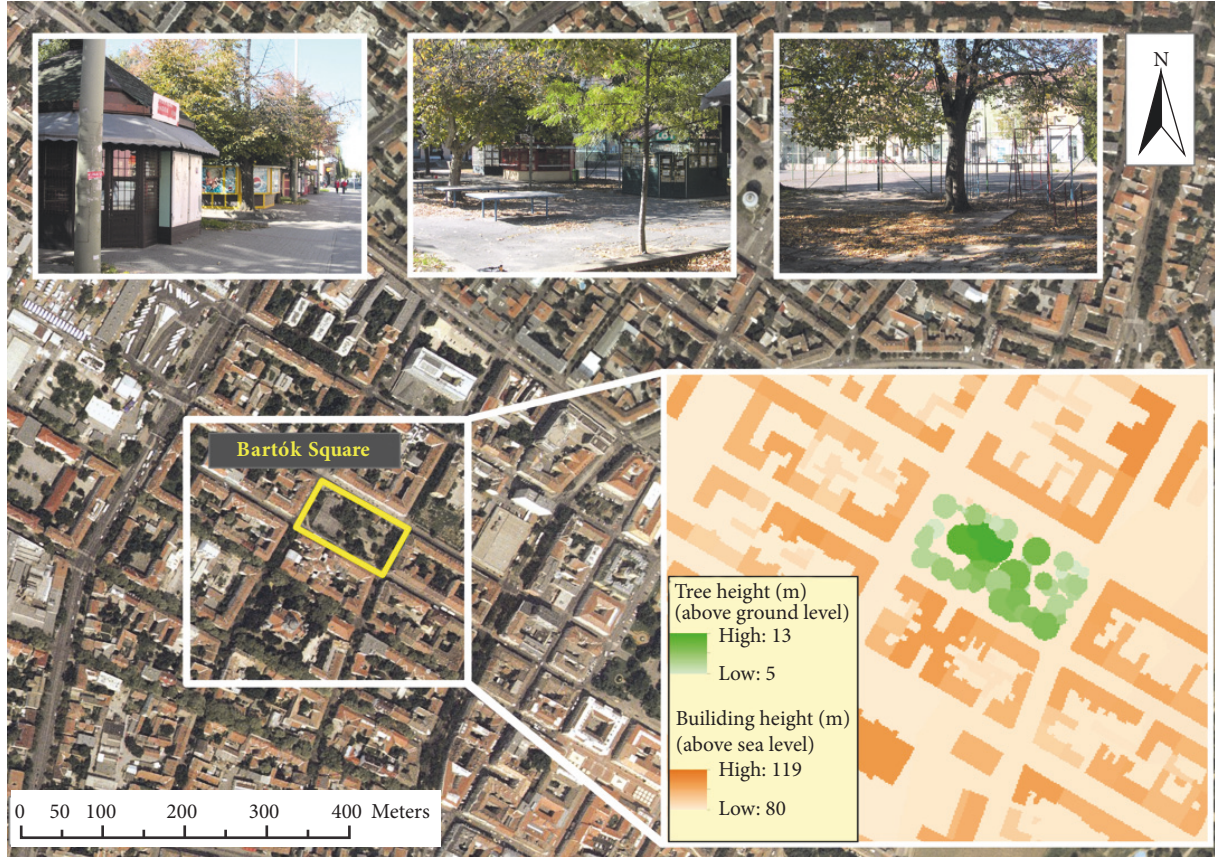 N
Bartók Square
Tree height (m)
(above ground level)
High: 13
Low: 5
Builiding height (m)
(above sea level)
High: 119
Low: 80
0 50 100 200 300 400 Meters